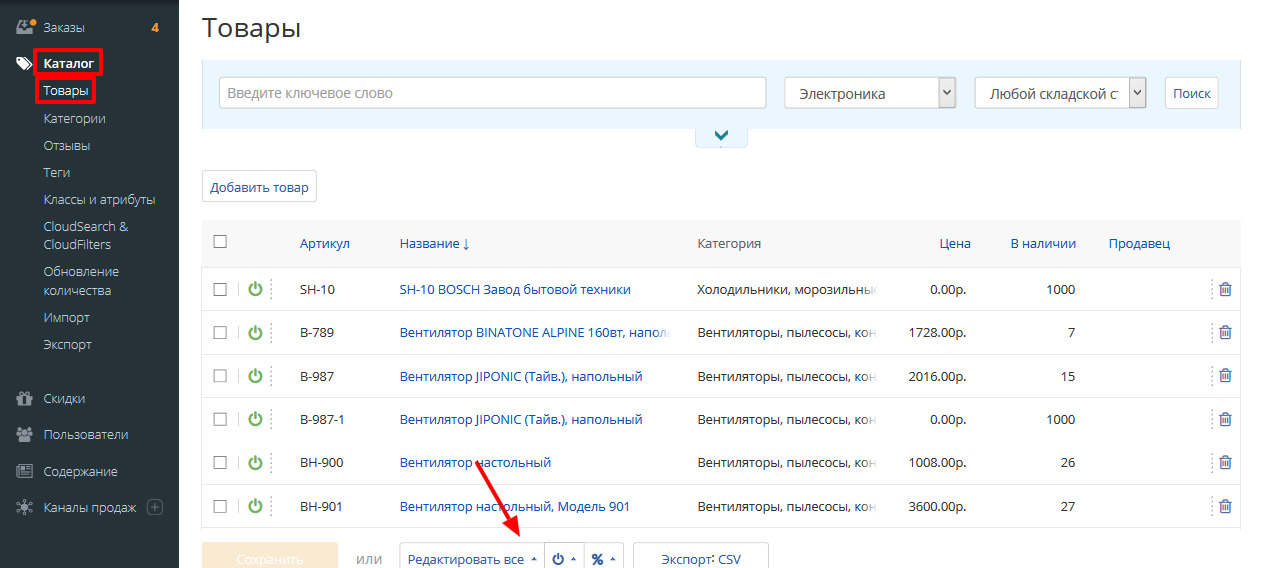 Заказы 4
Каталог
Товары
Категории
Отзывы
Теги
Классы и атрибуты
CloudSearch &
CloudFilters
Обновление
количества
Импорт
Экспорт
Скидки
Пользователи
Содержание
Каналы продаж
Товары
Введите ключевое слово Электроника Любой складской ст Поиск
Добавить товар
Артикул Название ↓ Категория Цена В наличии Продавец
SH-10 SH-10 BOSCH Завод бытовой техники Холодильники, морозильные 0.00р. 1000
В-789 Вентилятор BINATONE ALPINE 160вт, напол Вентиляторы, пылесосы, кон 1728.00р. 7
В-987 Вентилятор JIPONIC (Тайв.), напольный Вентиляторы, пылесосы, кон 2016.00р. 15
В-987-1 Вентилятор JIPONIC (Тайв.), напольный Вентиляторы, пылесосы, кон 0.00р. 1000
ВН-900 Вентилятор настольный Вентиляторы, пылесосы, кон 1008.00р. 26
ВН-901 Вентилятор настольный, Модель 901 Вентиляторы, пылесосы, кон 3600.00р. 27
Сохранить или Редактировать все % Экспорт: CSV